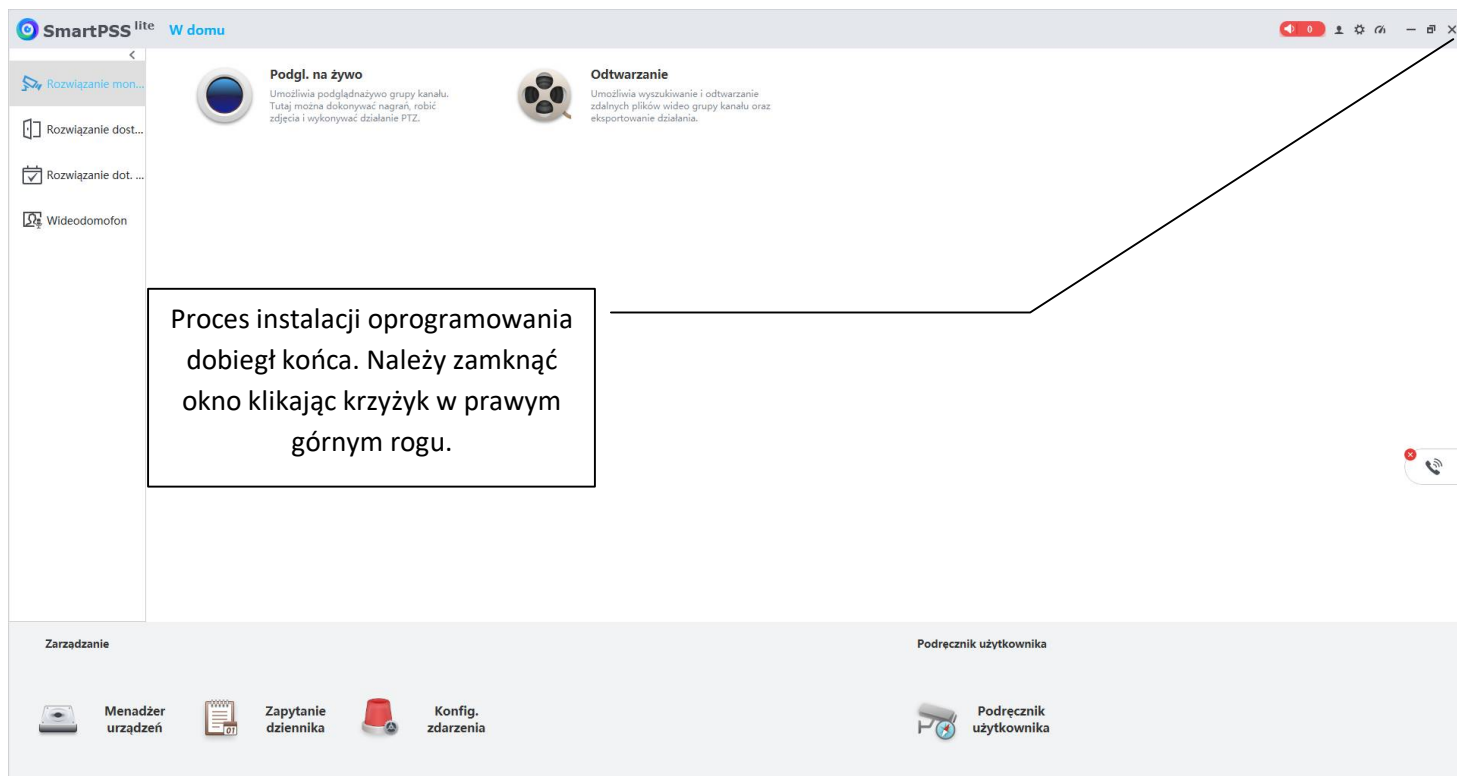 SmartPSS lite W domu
0
Rozwiązanie mon...
Rozwiązanie dost...
Rozwiązanie dot. ...
Wideodomofon
Podgl. na żywo
Umożliwia podglądnażywo grupy kanału.
Tutaj można dokonywać nagrań, robić
zdjęcia i wykonywać działanie PTZ.
Odtwarzanie
Umożliwia wyszukiwanie i odtwarzanie
zdalnych plików wideo grupy kanału oraz
eksportowanie działania.
Proces instalacji oprogramowania
dobiegł końca. Należy zamknąć
okno klikając krzyżyk w prawym
górnym rogu.
Zarządzanie
Menadżer
urządzeń
01
Zapytanie
dziennika
Konfig.
zdarzenia
Podręcznik użytkownika
Podręcznik
użytkownika